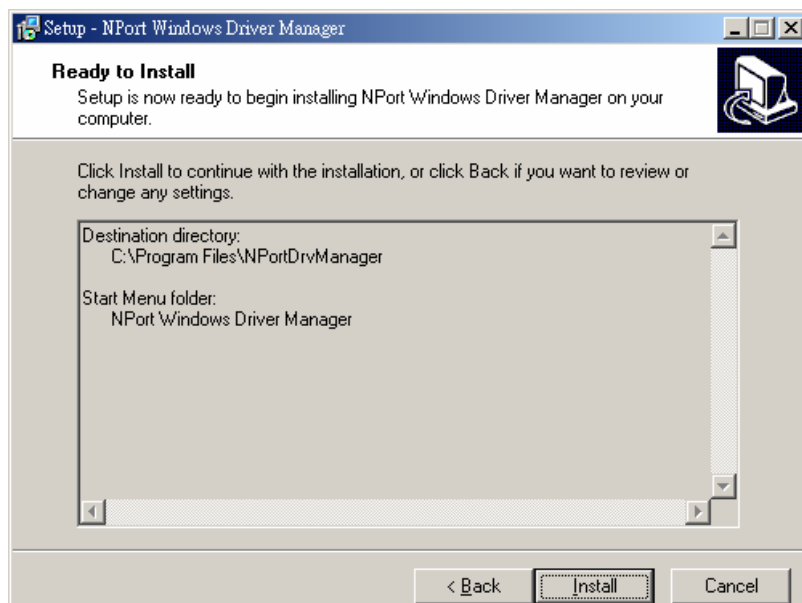 Setup - NPort Windows Driver Manager
Ready to Install
Setup is now ready to begin installing NPort Windows Driver Manager on your
computer.
Click Install to continue with the installation, or click Back if you want to review or
change any settings.
Destination directory:
C:\Program Files\NPortDrvManager
Start Menu folder:
NPort Windows Driver Manager
< Back
Install
Cancel